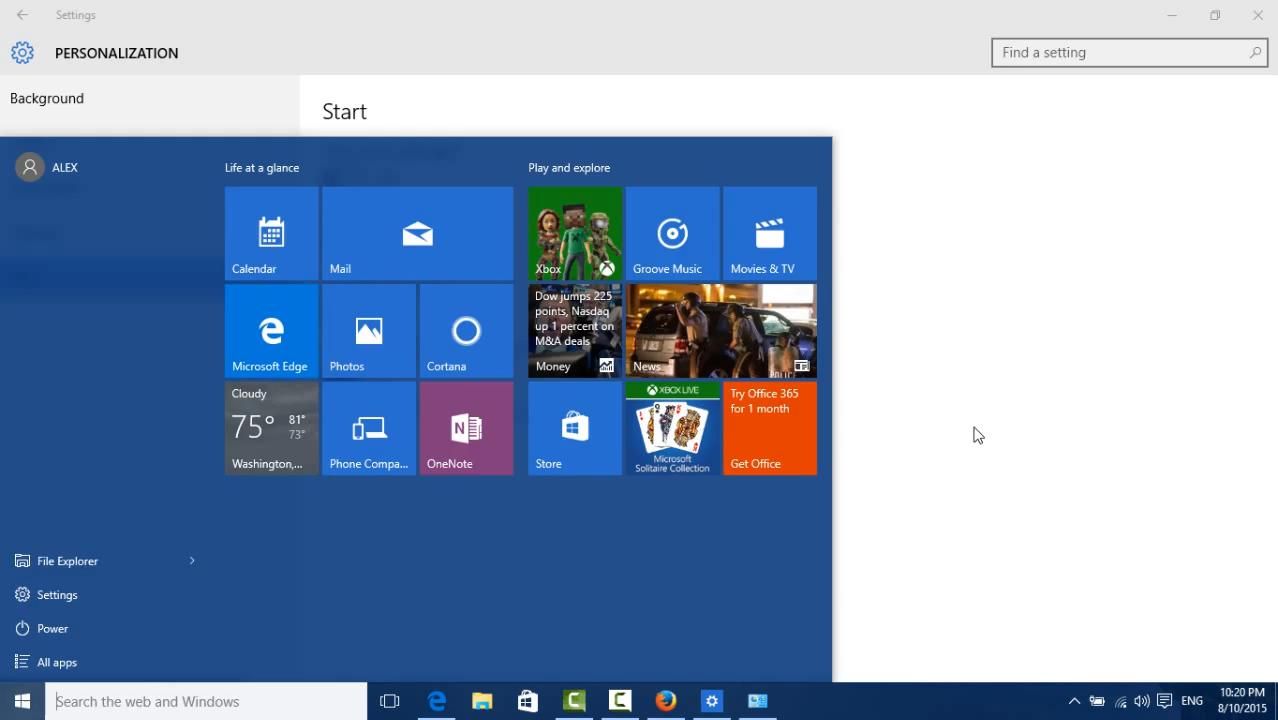 Settings
PERSONALIZATION
Find a setting
Background
Start
ALEX
Life at a glance
Play and explore
Calendar
Mail
Xbox
Groove Music
Movies & TV
Microsoft Edge
Photos
Cortana
Dow jumps 225
points, Nasdaq
up 1 percent on
M&A deals
Money
News
POLICE
Cloudy
75°
81°
73°
Washington,...
Phone Compa...
OneNote
Store
XBOX LIVE
Microsoft
Solitaire Collection
Try Office 365
for 1 month
Get Office
File Explorer
Settings
Power
All apps
Search the web and Windows
ENG
10:20 PM
8/10/2015